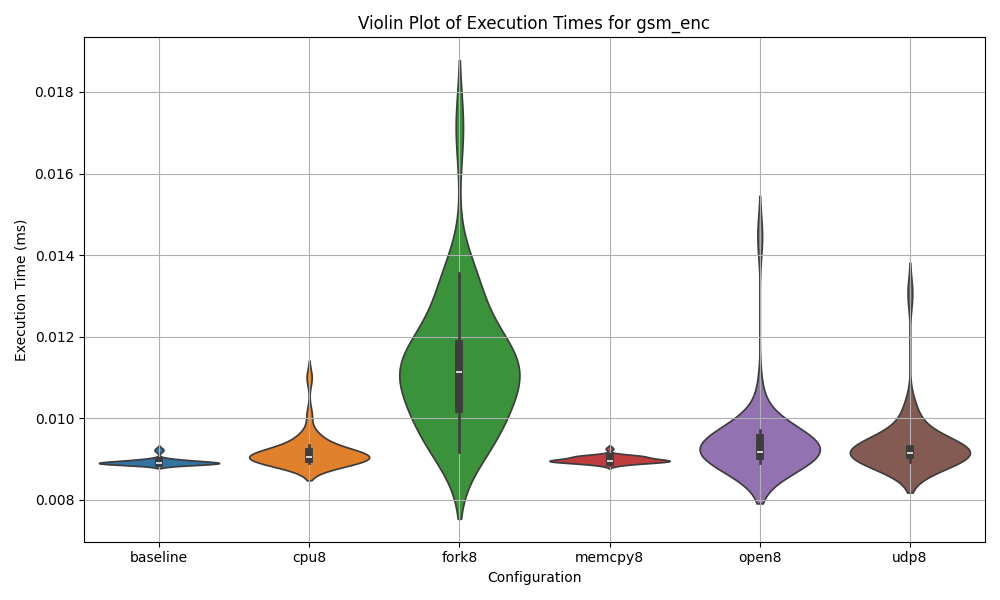 Violin Plot of Execution Times for gsm_enc
Execution Time (ms)
0.018
0.016
0.014
0.012
0.010
0.008
baseline
cpu8
fork8
memcpy8
open8
udp8
Configuration